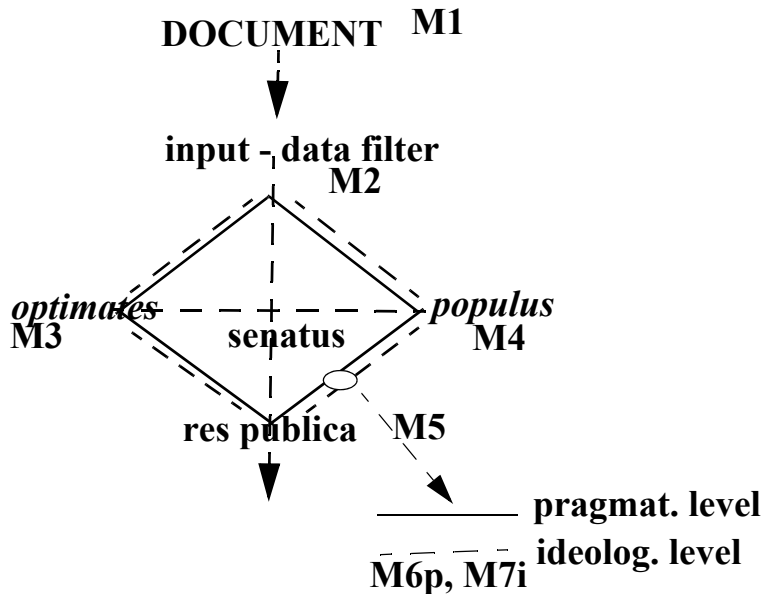 DOCUMENT M1
input - data filter
M2
optimates populus
M3 senatus M4
res publica M5
pragmat. level
ideolog. level
M6p, M7i